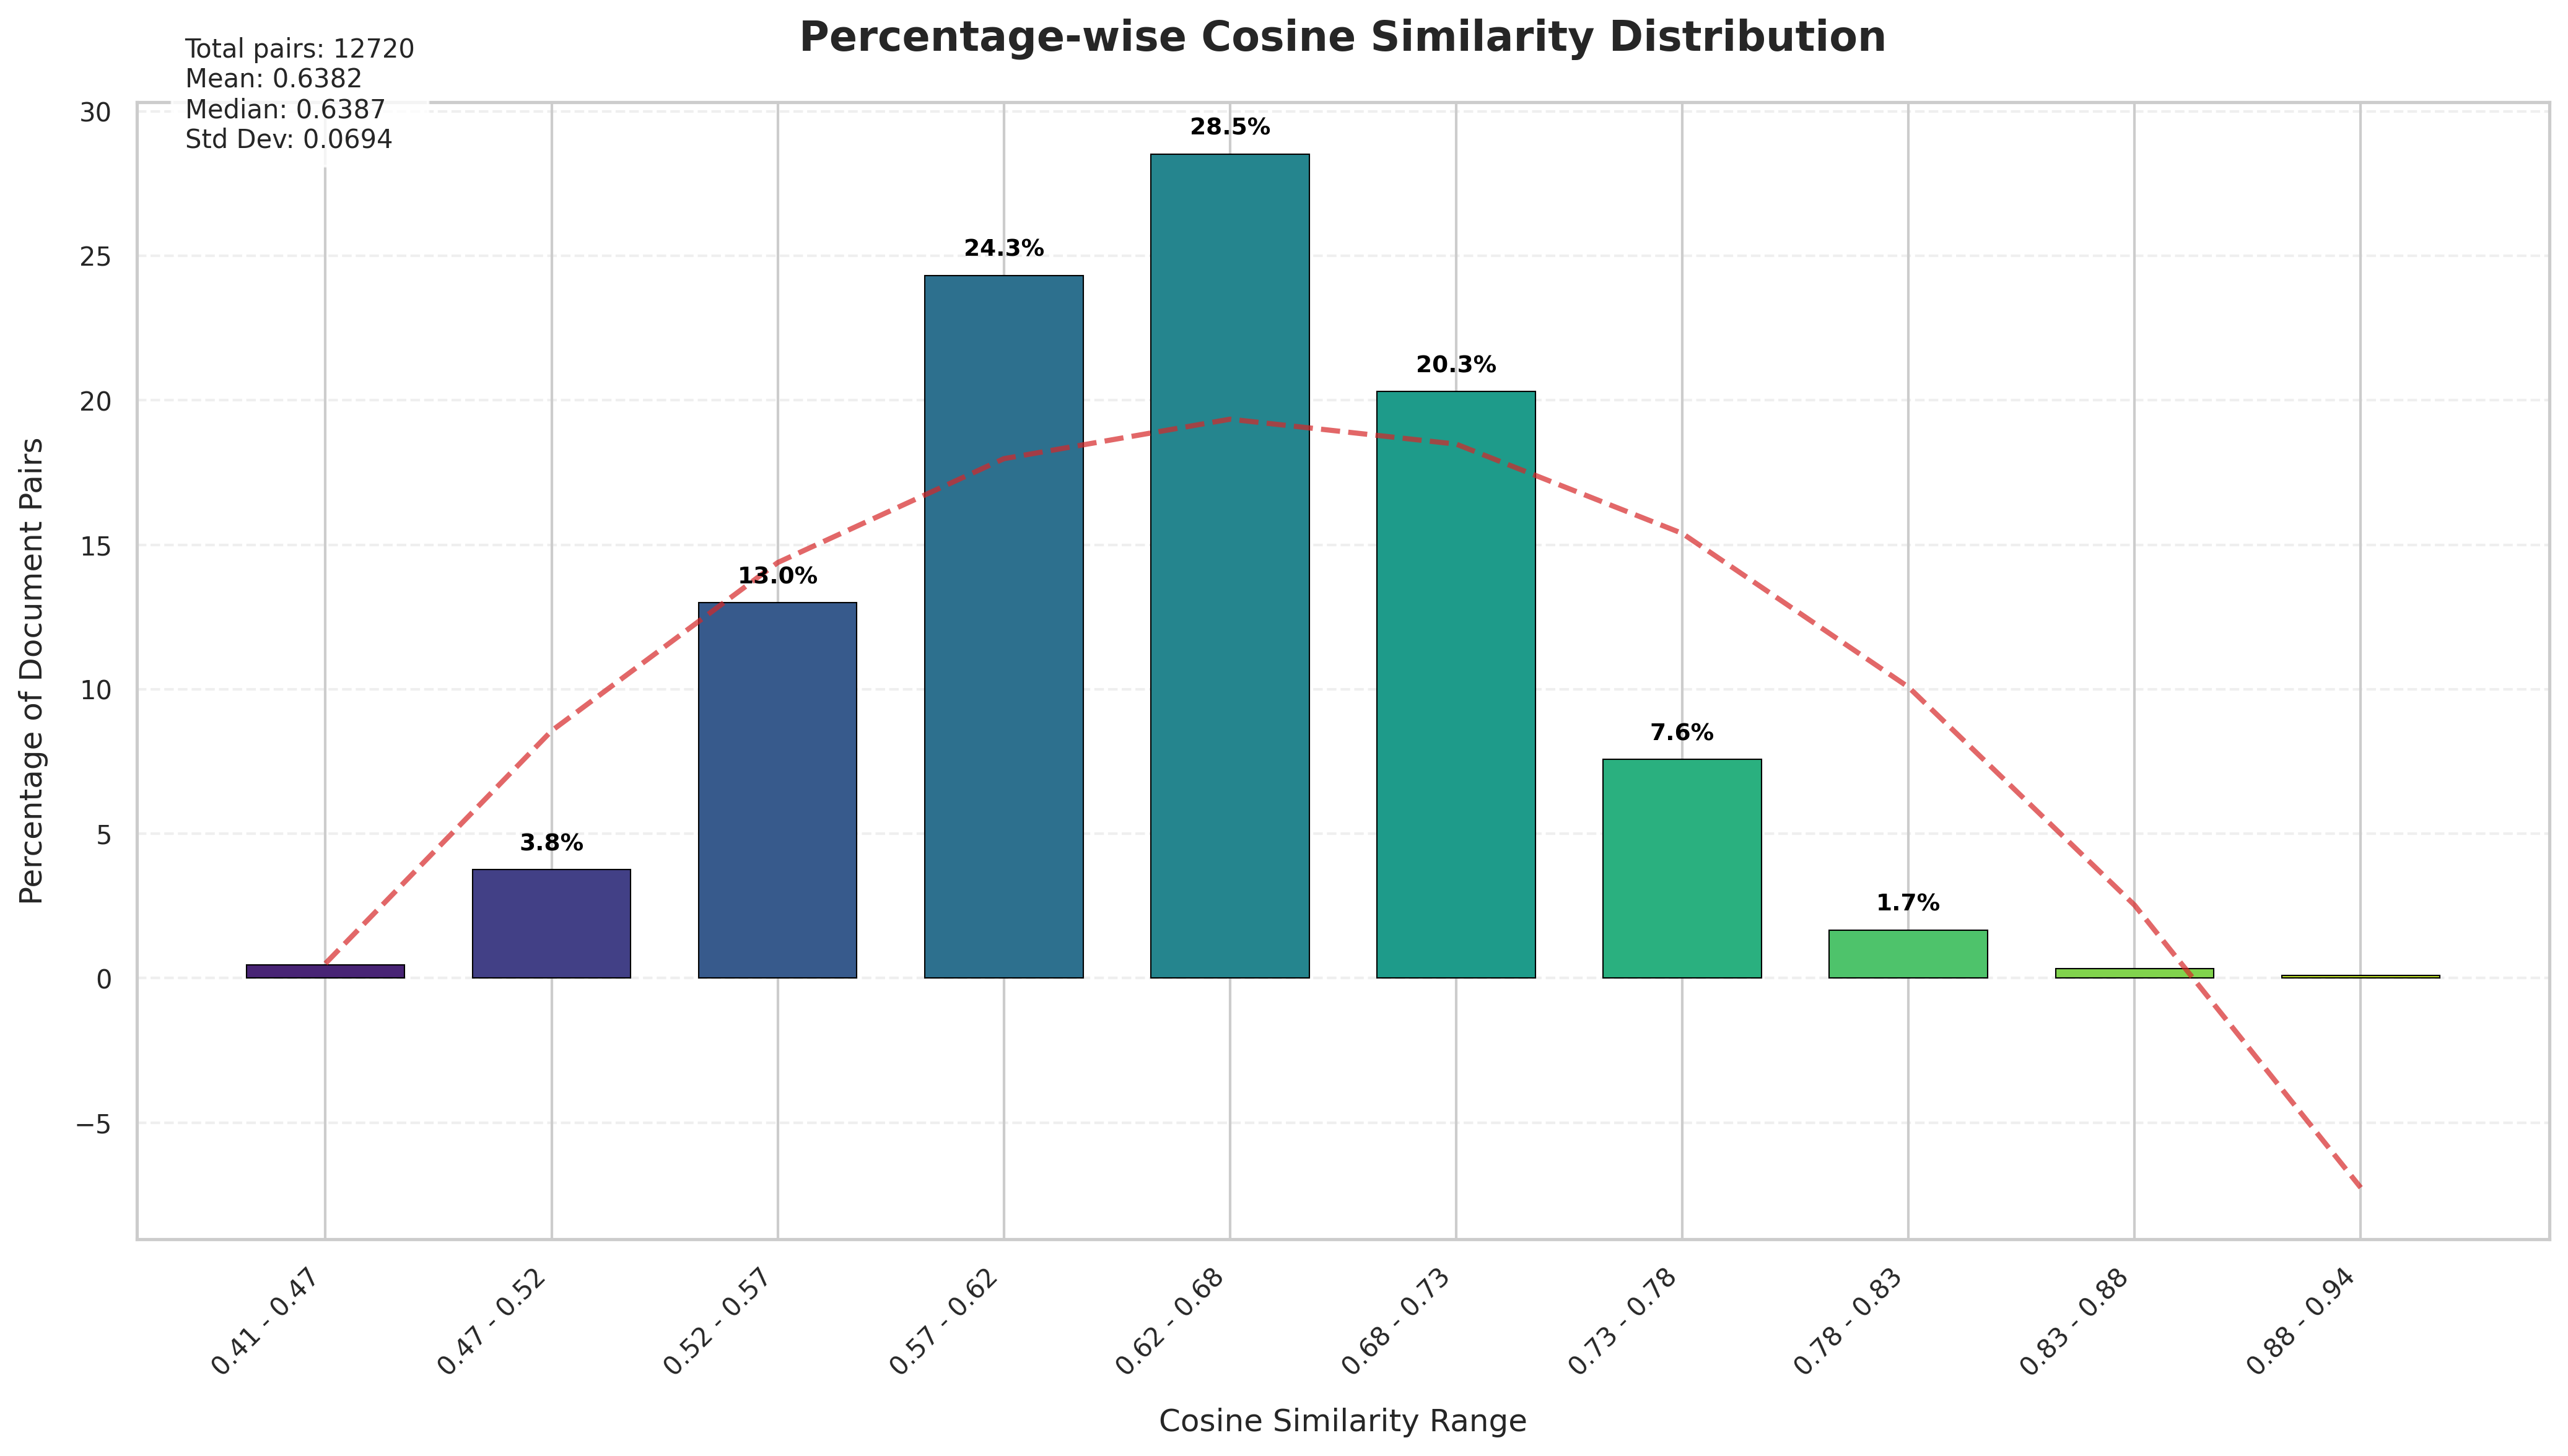 Percentage-wise Cosine Similarity Distribution
Total pairs: 12720
Mean: 0.6382
Median: 0.6387
Std Dev: 0.0694
Percentage of Document Pairs
30
25
20
15
10
5
0
−5
3.8%
13.0%
24.3%
28.5%
20.3%
7.6%
1.7%
0.41 - 0.47
0.47 - 0.52
0.52 - 0.57
0.57 - 0.62
0.62 - 0.68
0.68 - 0.73
0.73 - 0.78
0.78 - 0.83
0.83 - 0.88
0.88 - 0.94
Cosine Similarity Range